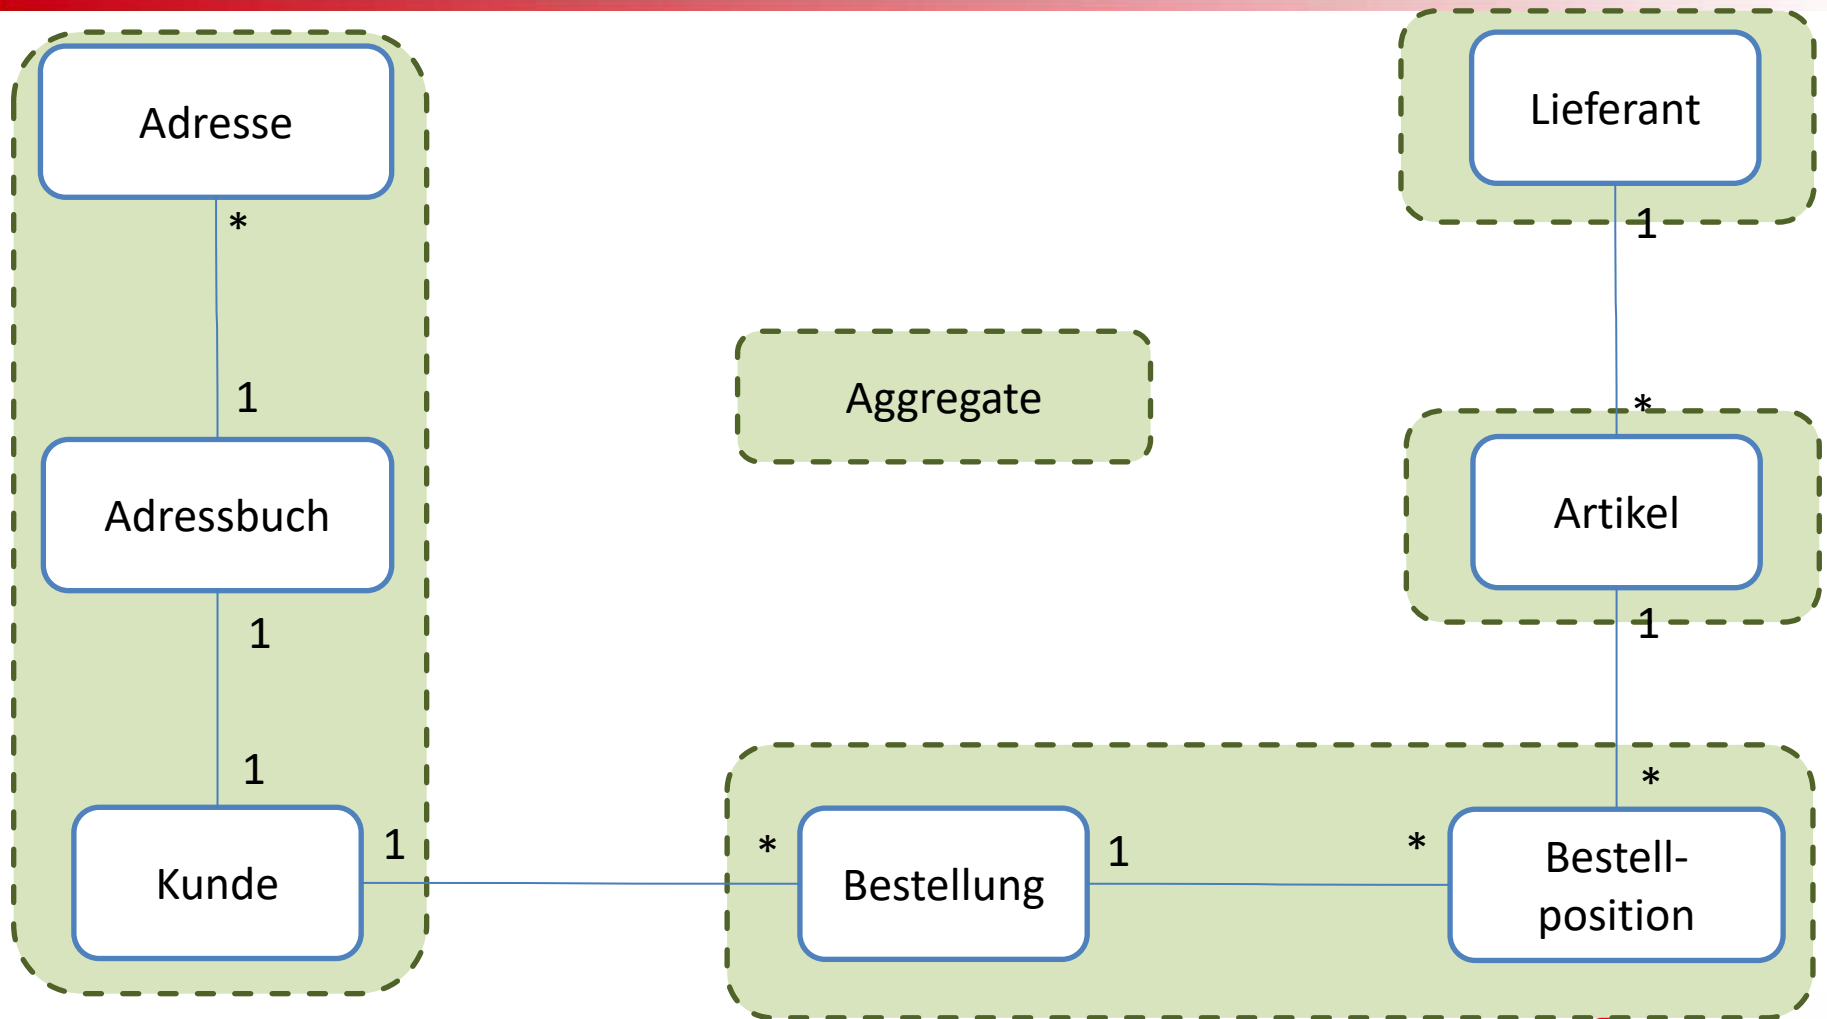 Adresse
Lieferant
*
1
Aggregate
1
*
Adressbuch
Artikel
1
1
1
*
Kunde
1
*
Bestellung
1
*
Bestell-
position